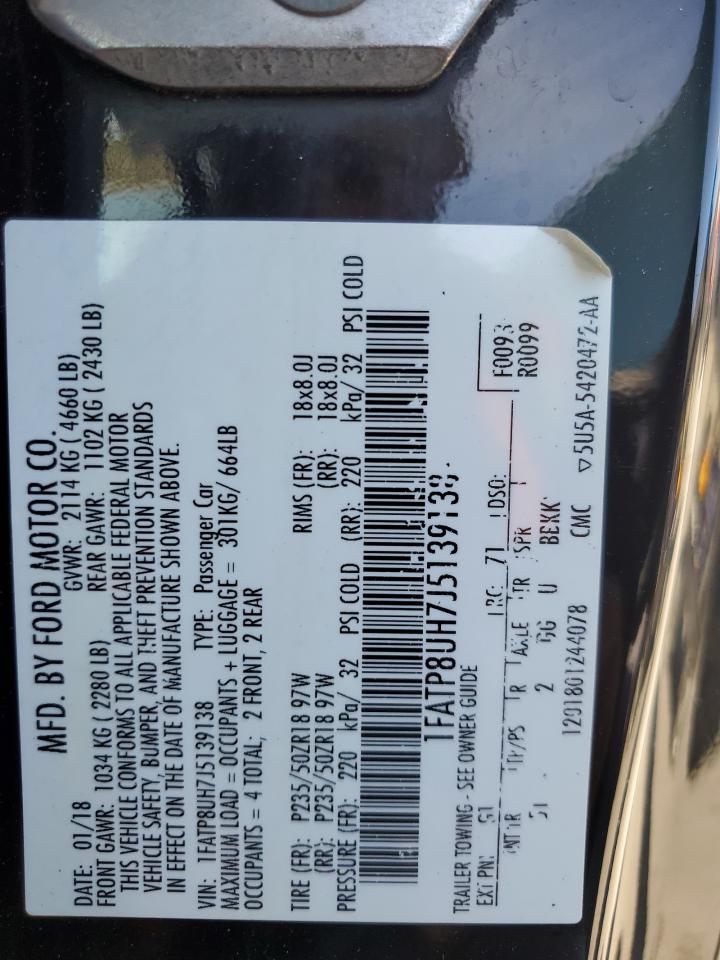 MFD. BY FORD MOTOR CO.
DATE: 01/18 GVWR: 2114 KG ( 4660 LB)
FRONT GAWR: 1034 KG ( 2280 LB) REAR GAWR: 1102 KG ( 2430 LB)
THIS VEHICLE CONFORMS TO ALL APPLICABLE FEDERAL MOTOR
VEHICLE SAFETY, BUMPER, AND THEFT PREVENTION STANDARDS
IN EFFECT ON THE DATE OF MANUFACTURE SHOWN ABOVE.
VIN: 1FATP8UH7J5139138 TYPE: Passenger Car
MAXIMUM LOAD = OCCUPANTS + LUGGAGE = 301KG/ 664LB
OCCUPANTS = 4 TOTAL; 2 FRONT, 2 REAR
TIRE (FR): P235/50ZR18 97W RIMS (FR): 18x8.0J
(RR): P235/50ZR18 97W (RR): 18x8.0J
PRESSURE (FR): 220 kPa/ 32 PSI COLD (RR): 220 kPa/ 32 PSI COLD
1FATP8UH7J5139138
TRAILER TOWING - SEE OWNER GUIDE
EXT PNT: RC: 71 DSO: F0093
R0099
INT TR TP/PS R AXLE TR SPR
2 GG U BEKK
1201801244078 CMC ▽5U5A-5420472-AA